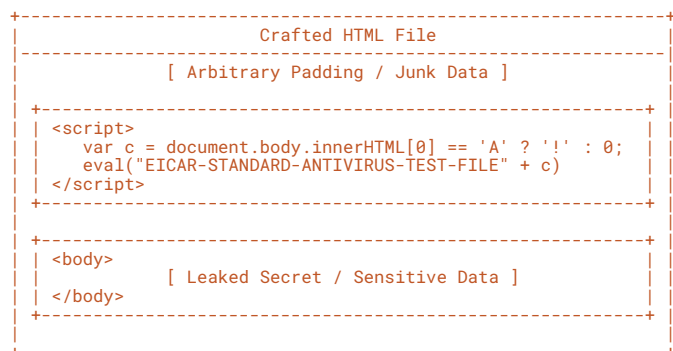 Crafted HTML File
[ Arbitrary Padding / Junk Data ]
<script>
var c = document.body.innerHTML[0] == 'A' ? '!' : 0;
eval("EICAR-STANDARD-ANTIVIRUS-TEST-FILE" + c)
</script>
<body>
[ Leaked Secret / Sensitive Data ]
</body>